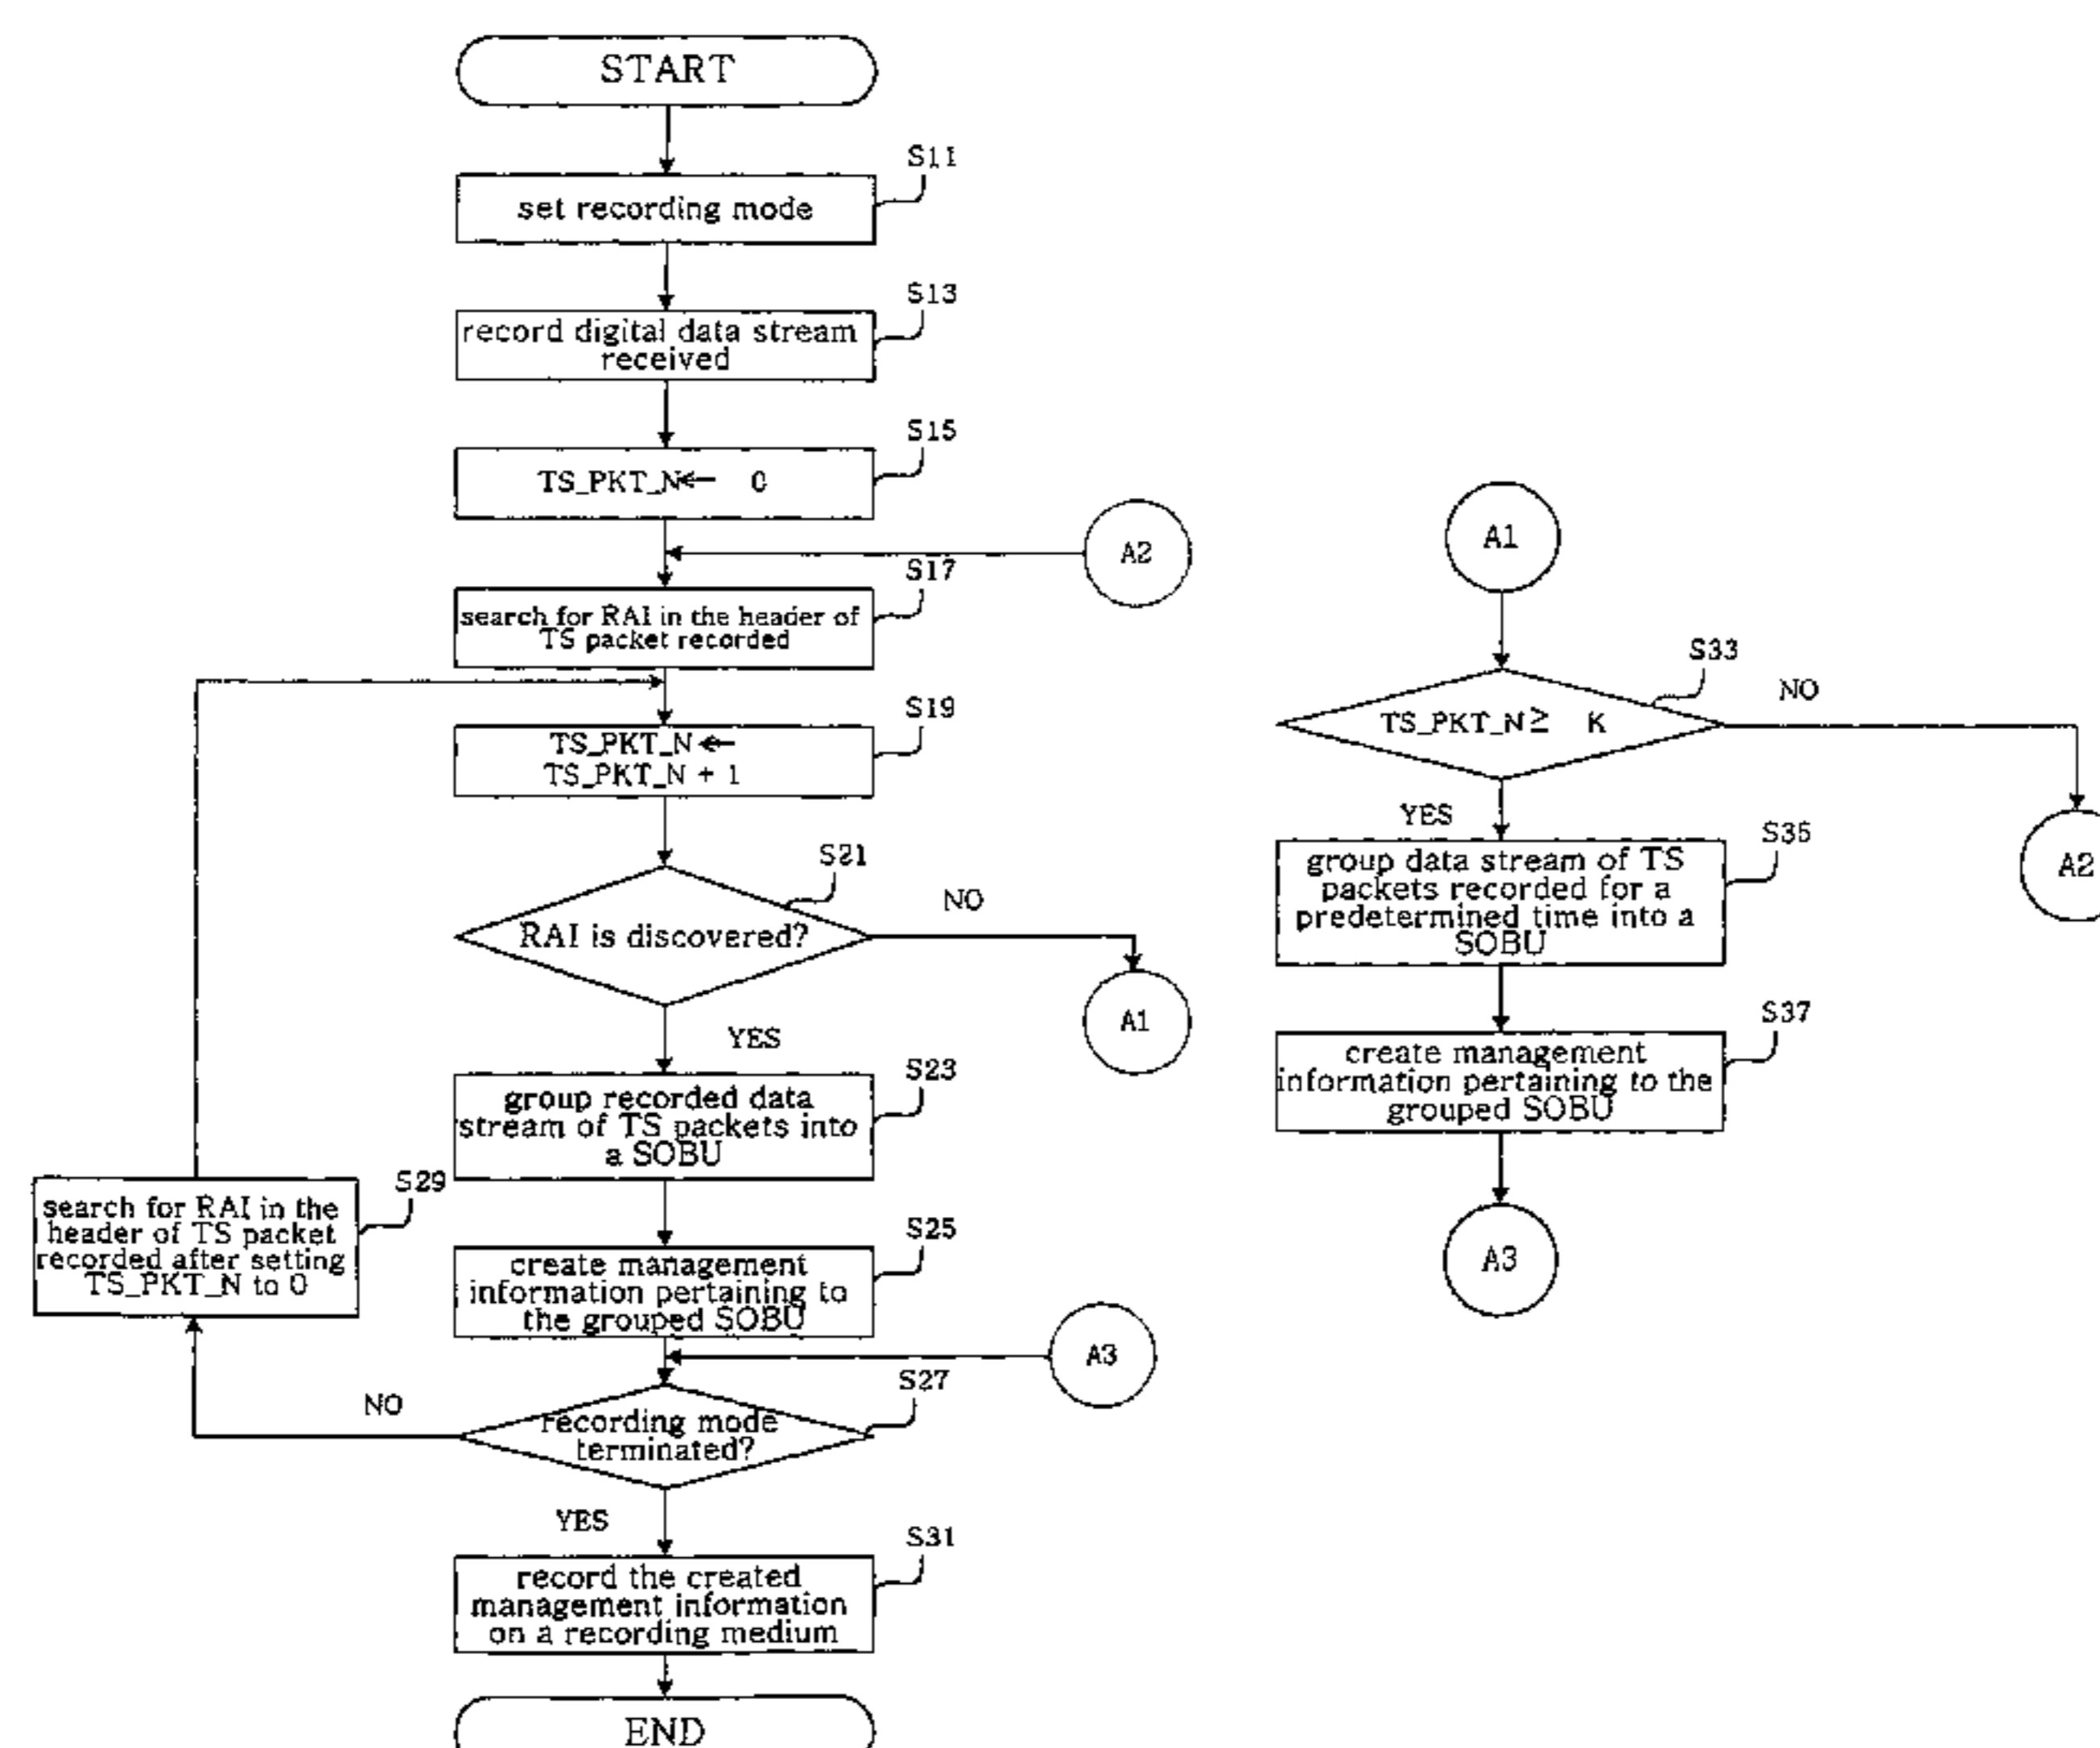 START
S11
set recording mode
S13
record digital data stream
received
S15
TS_PKT_N← 0
A2
S17
search for RAI in the header of
TS packet recorded
S19
TS_PKT_N ←
TS_PKT_N + 1
S21
RAI is discovered?
NO
A1
YES
S23
group recorded data
stream of TS packets into
a SOBU
S29
search for RAI in the
header of TS packet
recorded after setting
TS_PKT_N to 0
S25
create management
information pertaining to
the grouped SOBU
A3
S27
NO
recording mode
terminated?
YES
S31
record the created
management information
on a recording medium
END
A1
S33
TS_PKT_N≥ K
NO
A2
YES
S35
group data stream of TS
packets recorded for a
predetermined time into a
SOBU
S37
create management
information pertaining to the
grouped SOBU
A3